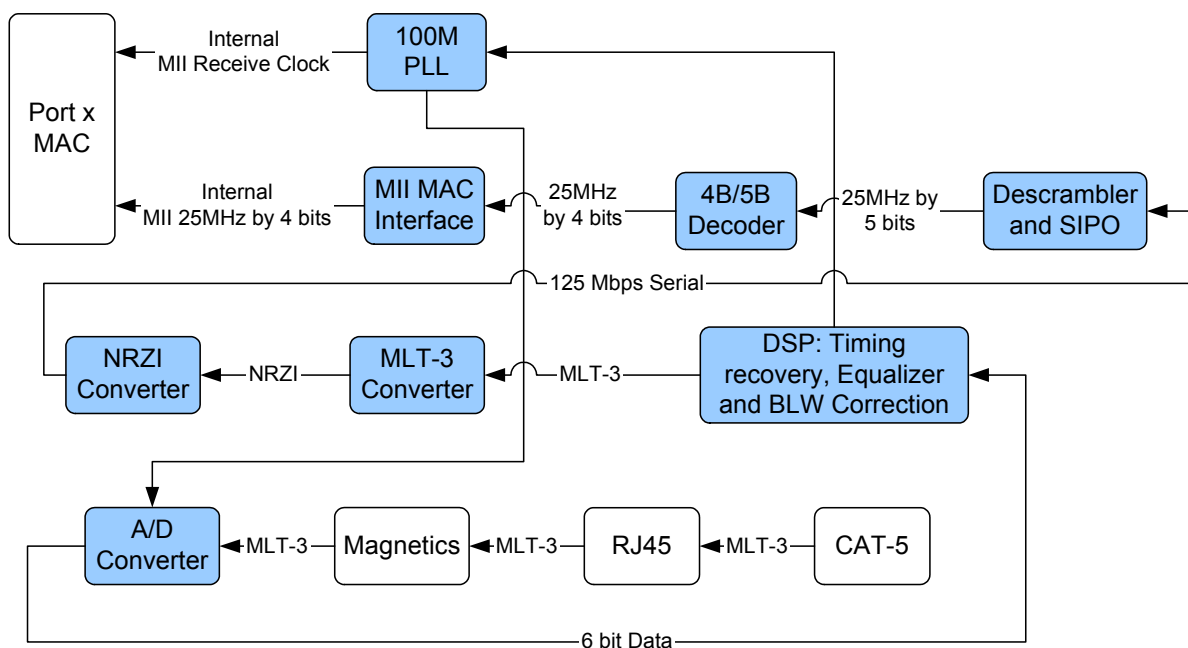 Port x
MAC
Internal
MII Receive Clock
100M
PLL
Internal
MII 25MHz by 4 bits
MII MAC
Interface
25MHz
by 4 bits
4B/5B
Decoder
25MHz by
5 bits
Descrambler
and SIPO
125 Mbps Serial
NRZI
Converter
NRZI
MLT-3
Converter
MLT-3
DSP: Timing
recovery, Equalizer
and BLW Correction
A/D
Converter
MLT-3
Magnetics
MLT-3
RJ45
MLT-3
CAT-5
6 bit Data